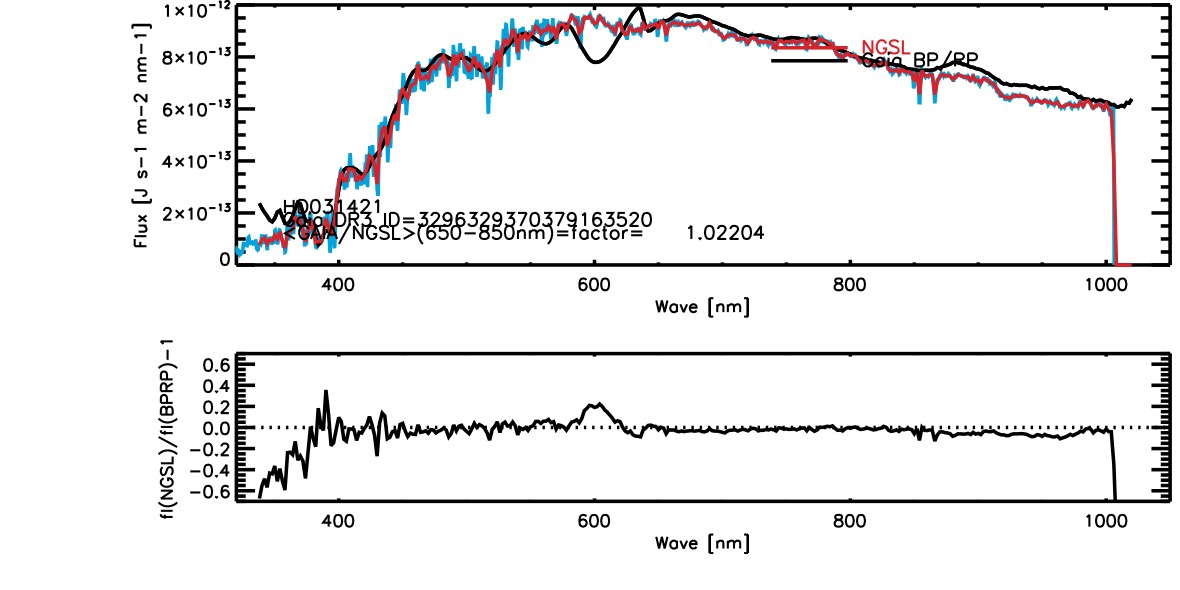 1×10−12
8×10−13
6×10−13
4×10−13
2×10−13
0
Flux [J s−1 m−2 nm−1]
NGSL
Gaia BP/RP
HD031421
Gaia DR3 ID=3296329370379163520
<GAIA/NGSL>(650−850nm)=factor= 1.02204
400 600 800 1000
Wave [nm]
0.6
0.4
0.2
0.0
−0.2
−0.4
−0.6
fl(NGSL)/fl(BPRP)−1
400 600 800 1000
Wave [nm]